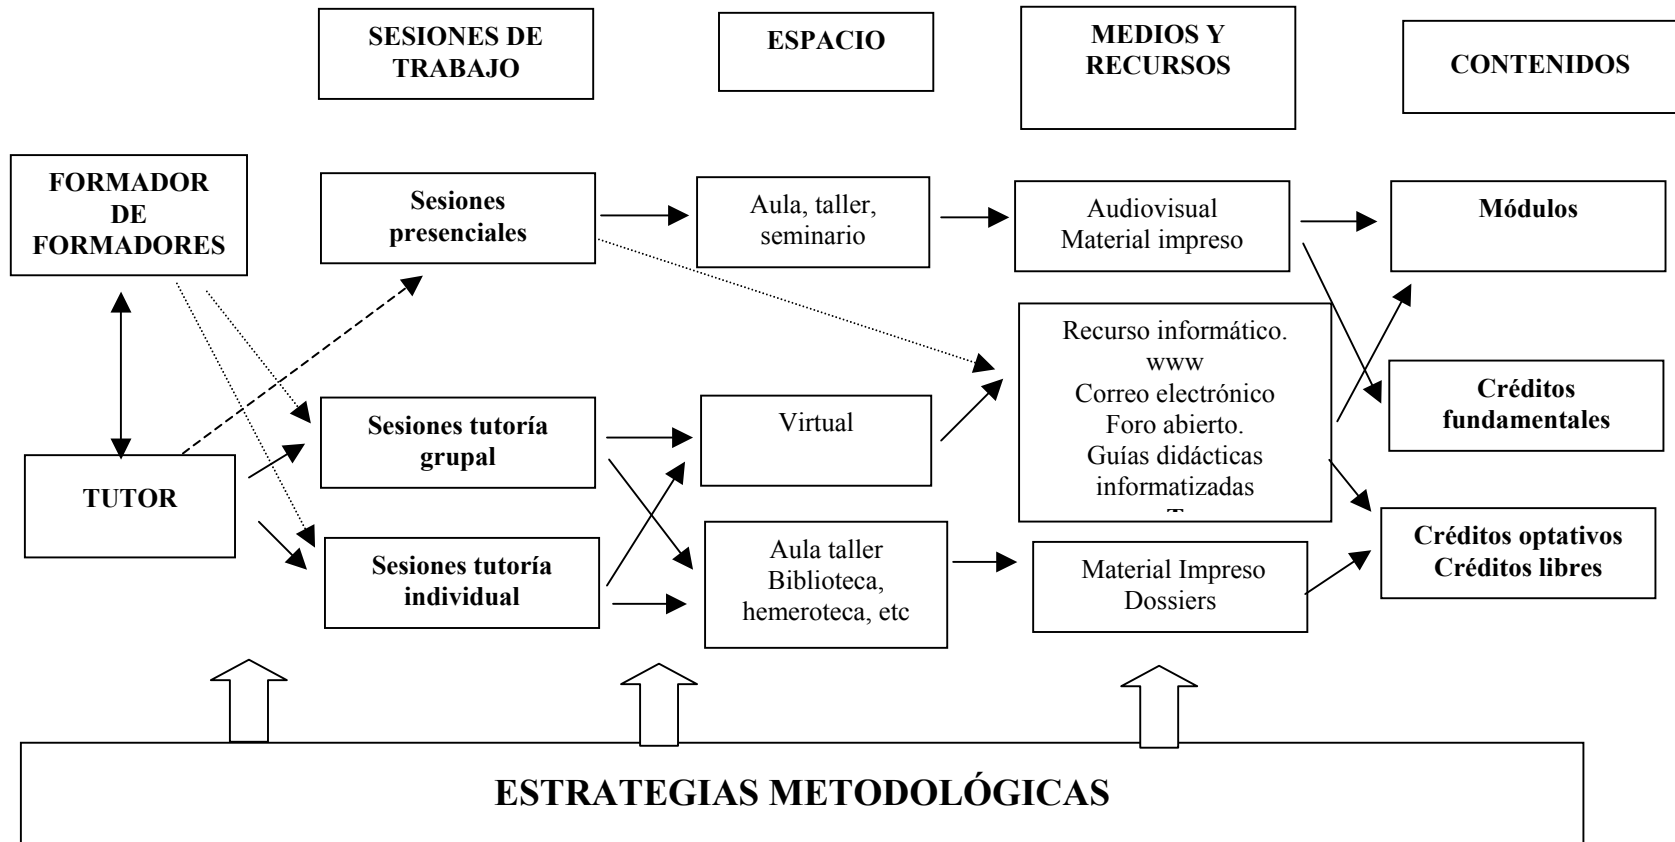 SESIONES DE
TRABAJO
ESPACIO
MEDIOS Y
RECURSOS
CONTENIDOS
FORMADOR
DE
FORMADORES
Sesiones
presenciales
Aula, taller,
seminario
Audiovisual
Material impreso
Módulos
Recurso informático.
www
Correo electrónico
Foro abierto.
Guías didácticas
informatizadas
Créditos
fundamentales
Sesiones tutoría
grupal
Virtual
TUTOR
Sesiones tutoría
individual
Aula taller
Biblioteca,
hemeroteca, etc
Material Impreso
Dossiers
Créditos optativos
Créditos libres
ESTRATEGIAS METODOLÓGICAS